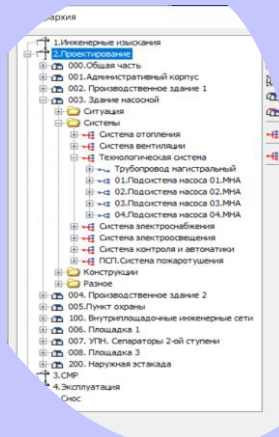 архия
1.Инженерные изыскания
2.Проектирование
000.Общая часть
001.Административный корпус
002. Производственное здание 1
003. Здание насосной
Ситуация
Системы
Система отопления
Система вентиляции
Технологическая система
Трубопровод магистральный
01.Подсистема насоса 01.МНА
02.Подсистема насоса 02.МНА
03.Подсистема насоса 03.МНА
04.Подсистема насоса 04.МНА
Система электроснабжения
Система электроосвещения
Система контроля и автоматики
ПСП.Система пожаротушения
Конструкции
Разное
004. Производственное здание 2
005.Пункт охраны
100. Внутриплощадочные инженерные сети
006. Площадка 1
007. УПН. Сепараторы 2-ой ступени
008. Площадка 3
200. Наружная эстакада
3.СМР
4.Эксплуатация
Снос